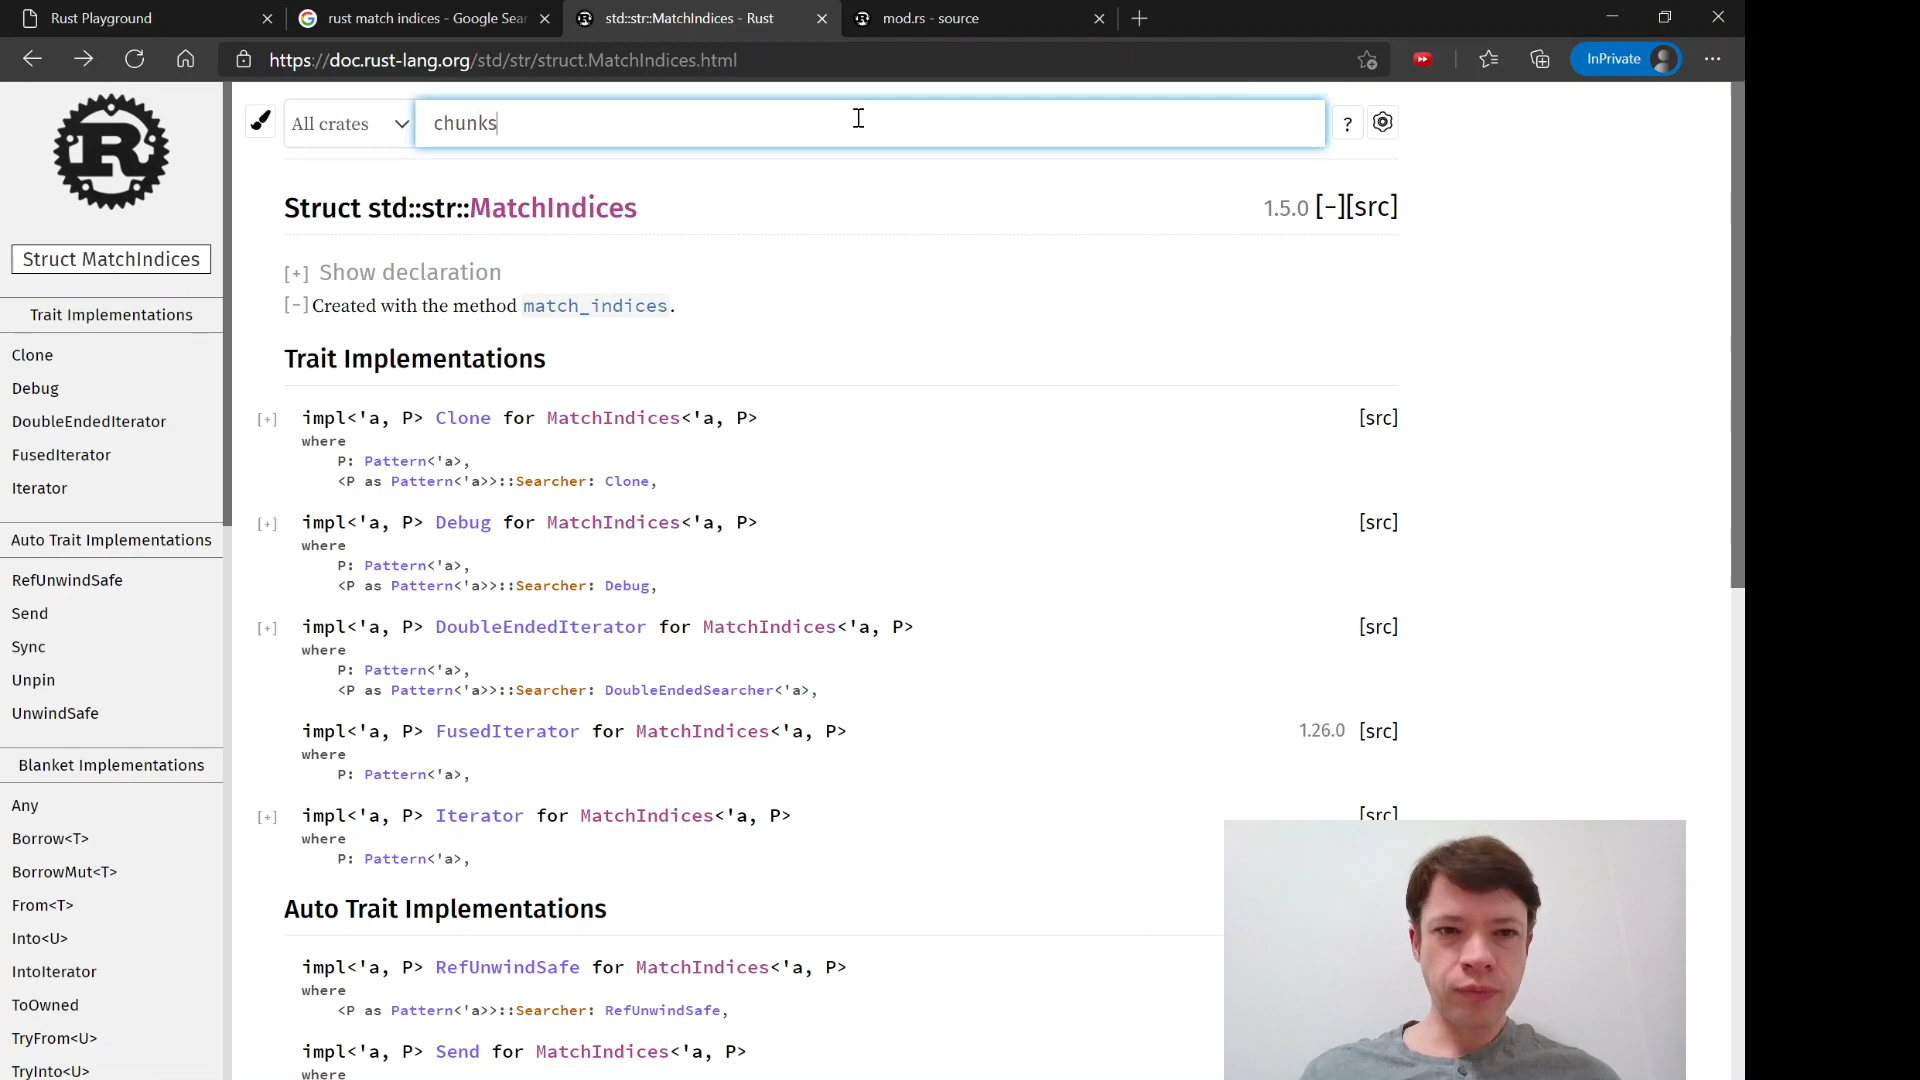 Rust Playground
rust match indices - Google Sear
std::str::MatchIndices - Rust
mod.rs - source
https://doc.rust-lang.org/std/str/struct.MatchIndices.html
InPrivate
All crates
chunks
?
R
Struct MatchIndices
Trait Implementations
Clone
Debug
DoubleEndedIterator
FusedIterator
Iterator
Auto Trait Implementations
RefUnwindSafe
Send
Sync
Unpin
UnwindSafe
Blanket Implementations
Any
Borrow<T>
BorrowMut<T>
From<T>
Into<U>
IntoIterator
ToOwned
TryFrom<U>
TryInto<U>
Struct std::str::MatchIndices 1.5.0 [-][src]
[+] Show declaration
[-] Created with the method match_indices.
Trait Implementations
[+] impl<'a, P> Clone for MatchIndices<'a, P> [src]
where
P: Pattern<'a>,
<P as Pattern<'a>>::Searcher: Clone,
[+] impl<'a, P> Debug for MatchIndices<'a, P> [src]
where
P: Pattern<'a>,
<P as Pattern<'a>>::Searcher: Debug,
[+] impl<'a, P> DoubleEndedIterator for MatchIndices<'a, P> [src]
where
P: Pattern<'a>,
<P as Pattern<'a>>::Searcher: DoubleEndedSearcher<'a>,
impl<'a, P> FusedIterator for MatchIndices<'a, P> 1.26.0 [src]
where
P: Pattern<'a>,
[+] impl<'a, P> Iterator for MatchIndices<'a, P> [src]
where
P: Pattern<'a>,
Auto Trait Implementations
impl<'a, P> RefUnwindSafe for MatchIndices<'a, P>
where
<P as Pattern<'a>>::Searcher: RefUnwindSafe,
impl<'a, P> Send for MatchIndices<'a, P>
where